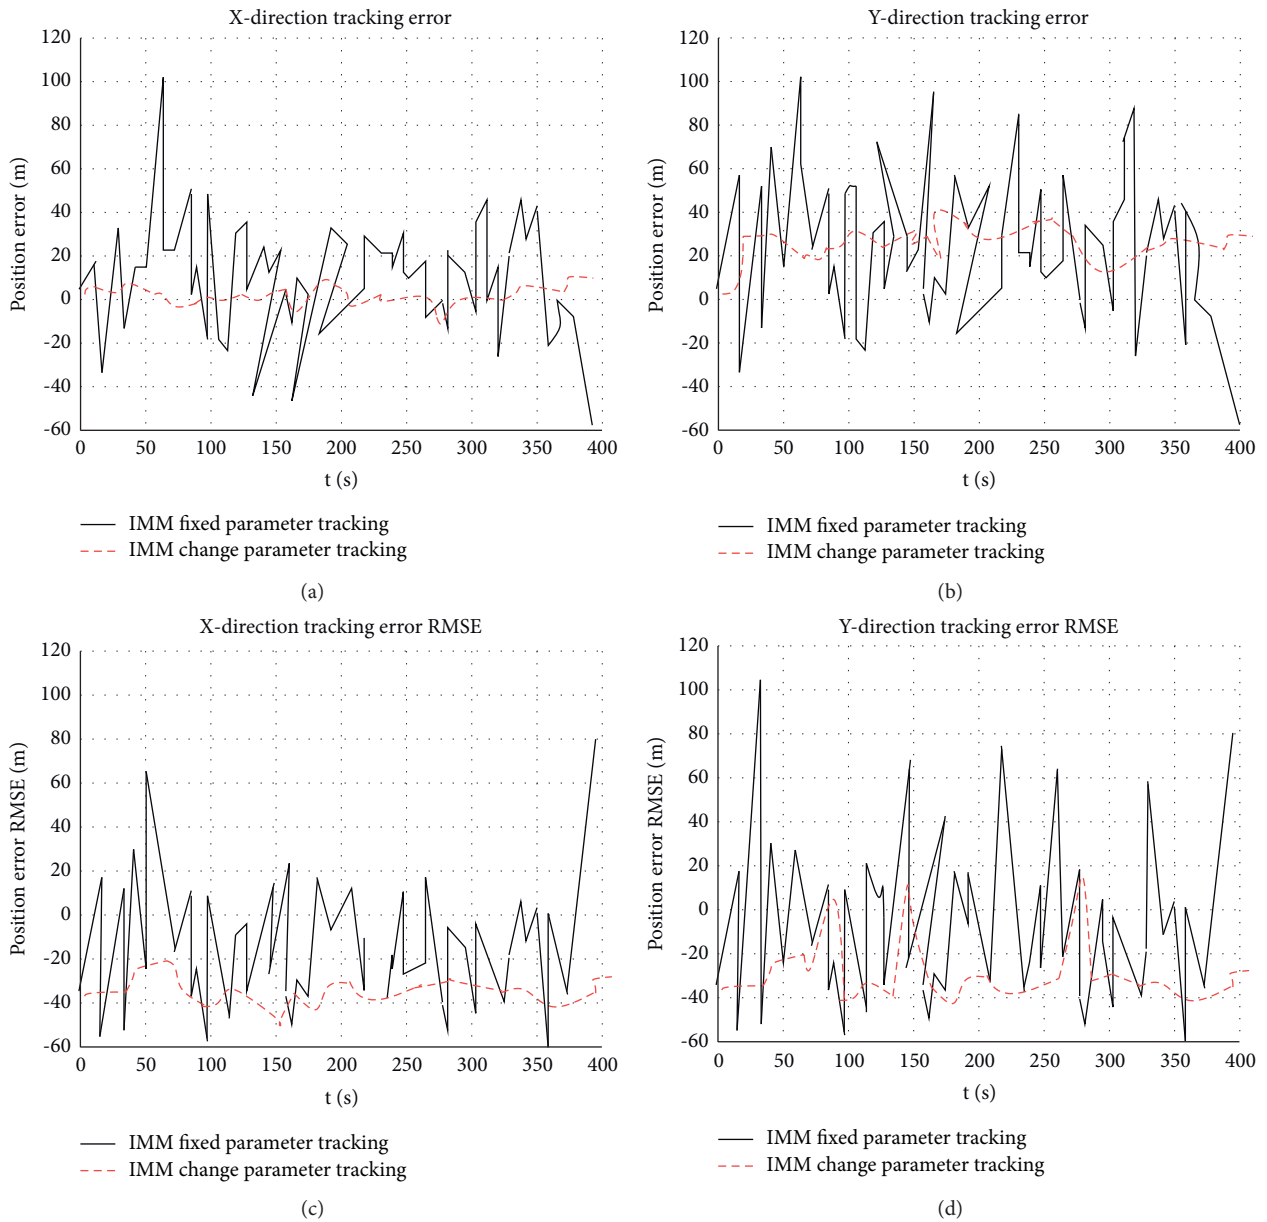 X-direction tracking error
120
100
80
60
40
20
0
-20
-40
-60
Position error (m)
0 50 100 150 200 250 300 350 400
t (s)
IMM fixed parameter tracking
IMM change parameter tracking
(a)
Y-direction tracking error
120
100
80
60
40
20
0
-20
-40
-60
Position error (m)
0 50 100 150 200 250 300 350 400
t (s)
IMM fixed parameter tracking
IMM change parameter tracking
(b)
X-direction tracking error RMSE
120
100
80
60
40
20
0
-20
-40
-60
Position error RMSE (m)
0 50 100 150 200 250 300 350 400
t (s)
IMM fixed parameter tracking
IMM change parameter tracking
(c)
Y-direction tracking error RMSE
120
100
80
60
40
20
0
-20
-40
-60
Position error RMSE (m)
0 50 100 150 200 250 300 350 400
t (s)
IMM fixed parameter tracking
IMM change parameter tracking
(d)